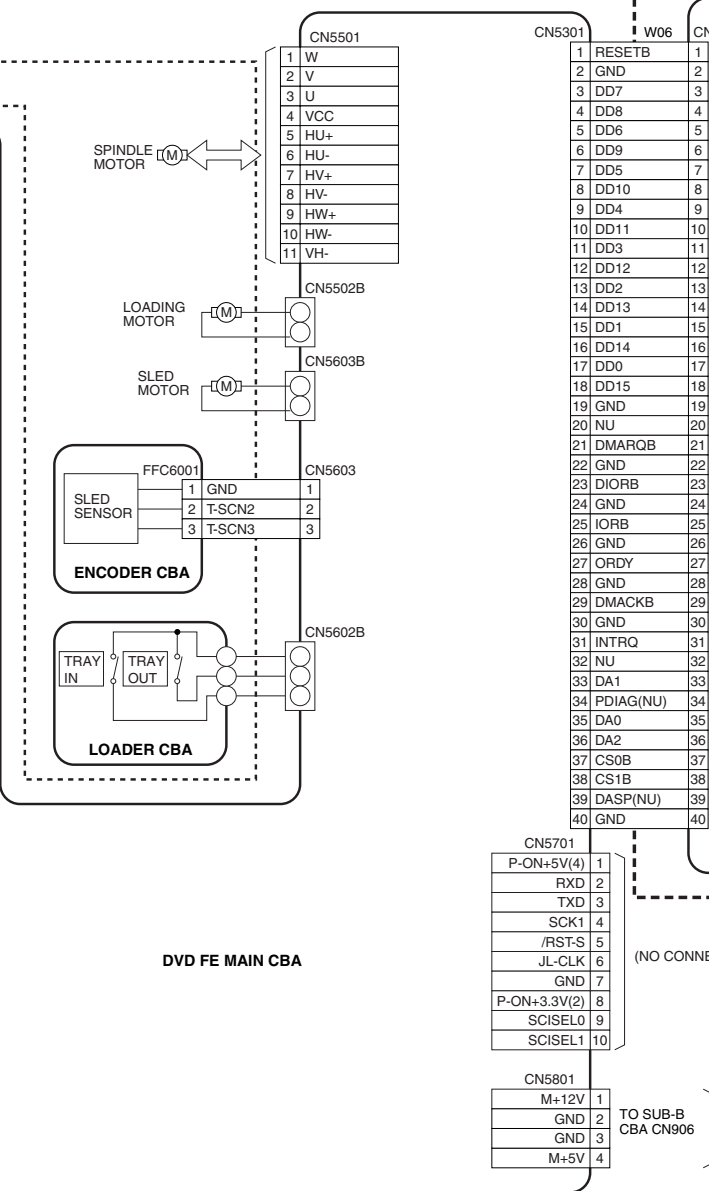 CN5501
1 W
2 V
3 U
4 VCC
5 HU+
6 HU-
7 HV+
8 HV-
9 HW+
10 HW-
11 VH-
SPINDLE
MOTOR
M
CN5502B
LOADING
MOTOR
M
CN5603B
SLED
MOTOR
M
FFC6001
CN5603
SLED
SENSOR
1 GND 1
2 T-SCN2 2
3 T-SCN3 3
ENCODER CBA
CN5602B
TRAY
IN
TRAY
OUT
LOADER CBA
DVD FE MAIN CBA
CN5301 W06
1 RESETB 1
2 GND 2
3 DD7 3
4 DD8 4
5 DD6 5
6 DD9 6
7 DD5 7
8 DD10 8
9 DD4 9
10 DD11 10
11 DD3 11
12 DD12 12
13 DD2 13
14 DD13 14
15 DD1 15
16 DD14 16
17 DD0 17
18 DD15 18
19 GND 19
20 NU 20
21 DMARQB 21
22 GND 22
23 DIORB 23
24 GND 24
25 IORB 25
26 GND 26
27 ORDY 27
28 GND 28
29 DMACKB 29
30 GND 30
31 INTRQ 31
32 NU 32
33 DA1 33
34 PDIAG(NU) 34
35 DA0 35
36 DA2 36
37 CS0B 37
38 CS1B 38
39 DASP(NU) 39
40 GND 40
CN5701
P-ON+5V(4) 1
RXD 2
TXD 3
SCK1 4
/RST-S 5
JL-CLK 6
GND 7
P-ON+3.3V(2) 8
SCISEL0 9
SCISEL1 10
(NO
CN5801
M+12V 1
GND 2
GND 3
M+5V 4
TO SUB-B
CBA CN906